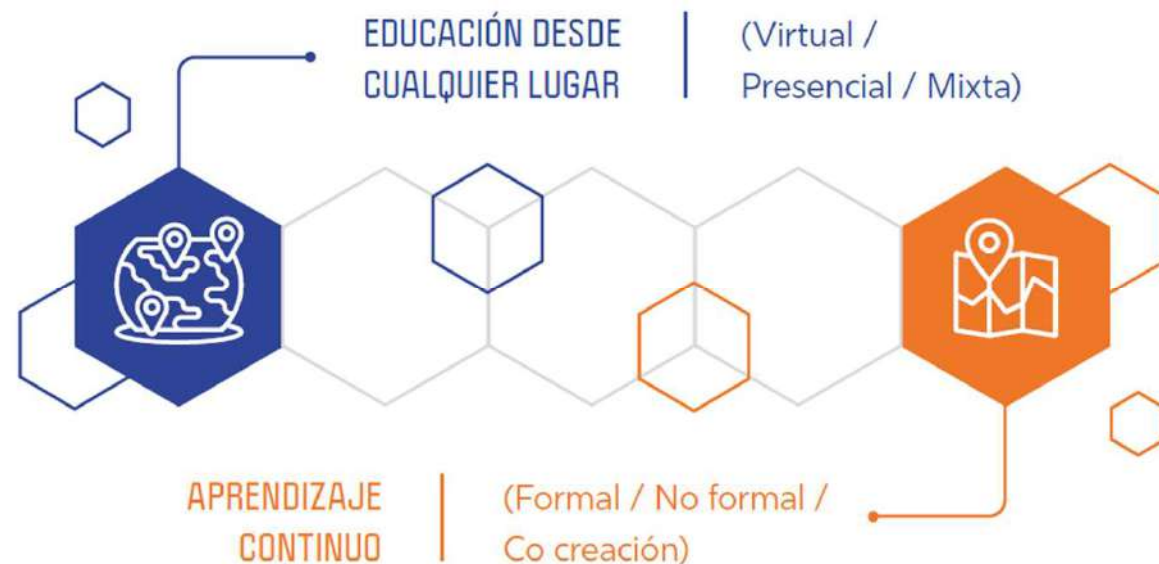 EDUCACIÓN DESDE
CUALQUIER LUGAR
(Virtual /
Presencial / Mixta)
APRENDIZAJE
CONTINUO
(Formal / No formal /
Co creación)